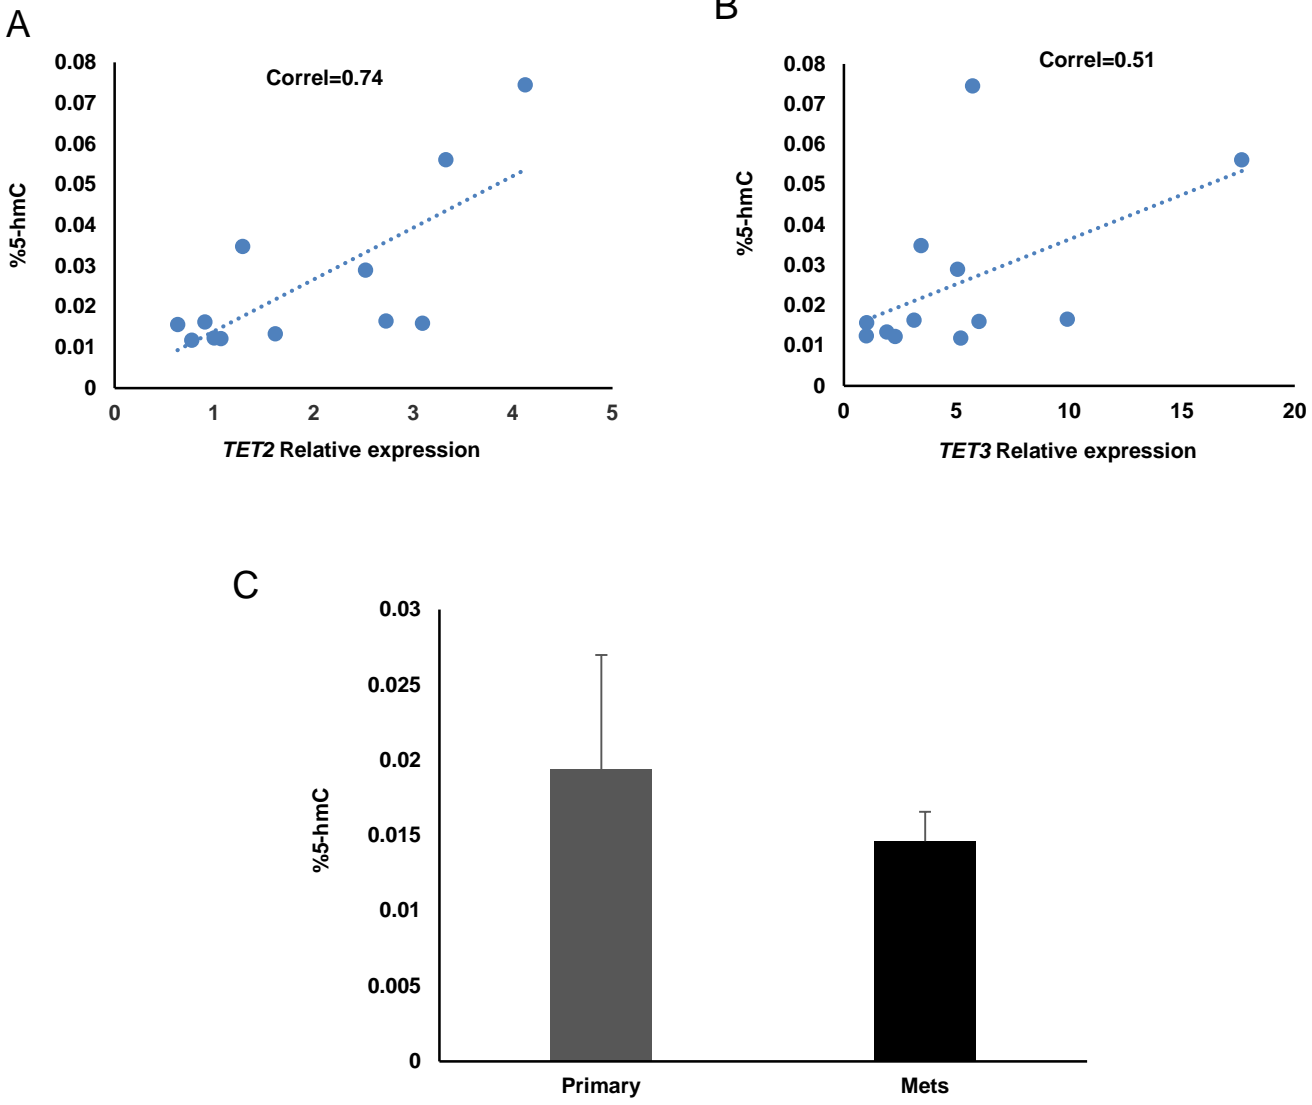 A
Correl=0.74
0.08
0.07
0.06
0.05
0.04
0.03
0.02
0.01
0
%5-hmC
0 1 2 3 4 5
TET2 Relative expression
B
Correl=0.51
0.08
0.07
0.06
0.05
0.04
0.03
0.02
0.01
0
%5-hmC
0 5 10 15 20
TET3 Relative expression
C
0.03
0.025
0.02
0.015
0.01
0.005
0
%5-hmC
Primary Mets